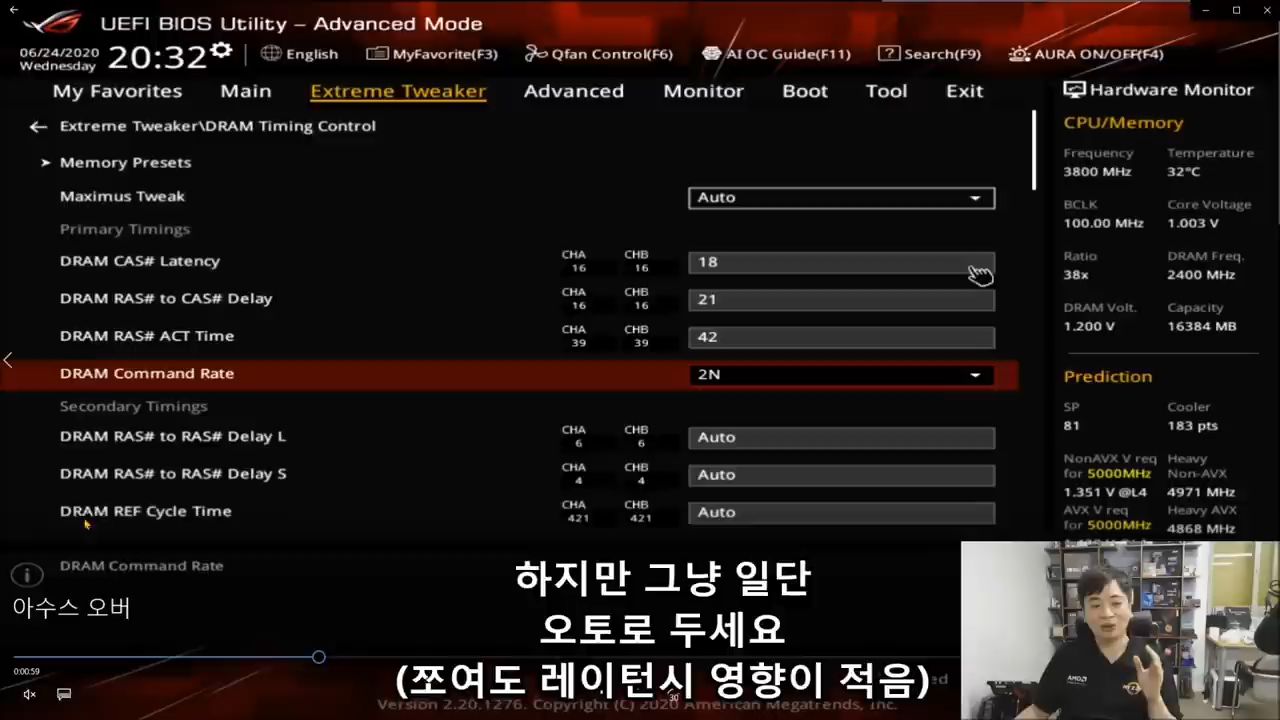 UEFI BIOS Utility – Advanced Mode
06/24/2020
Wednesday
20:32
English
MyFavorite(F3)
Qfan Control(F6)
AI OC Guide(F11)
Search(F9)
AURA ON/OFF(F4)
My Favorites
Main
Extreme Tweaker
Advanced
Monitor
Boot
Tool
Exit
Hardware Monitor
Extreme Tweaker\DRAM Timing Control
Memory Presets
Maximus Tweak
Auto
Primary Timings
DRAM CAS# Latency
CHA CHB
16 16
18
DRAM RAS# to CAS# Delay
CHA CHB
16 16
21
DRAM RAS# ACT Time
CHA CHB
39 39
42
DRAM Command Rate
2N
Secondary Timings
DRAM RAS# to RAS# Delay L
CHA CHB
6 6
Auto
DRAM RAS# to RAS# Delay S
CHA CHB
4 4
Auto
DRAM REF Cycle Time
CHA CHB
421 421
Auto
CPU/Memory
Frequency Temperature
3800 MHz 32°C
BCLK Core Voltage
100.00 MHz 1.003 V
Ratio DRAM Freq.
38x 2400 MHz
DRAM Volt. Capacity
1.200 V 16384 MB
Prediction
SP Cooler
81 183 pts
NonAVX V req Heavy
for 5000MHz Non-AVX
1.351 V @L4 4971 MHz
AVX V req Heavy AVX
for 5000MHz 4868 MHz
DRAM Command Rate
아수스 오버
하지만 그냥 일단
오토로 두세요
(쪼여도 레이턴시 영향이 적음)
0:00:59
30
Version 2.20.1276. Copyright (C) 2020 American Megatrends, Inc.
AMD